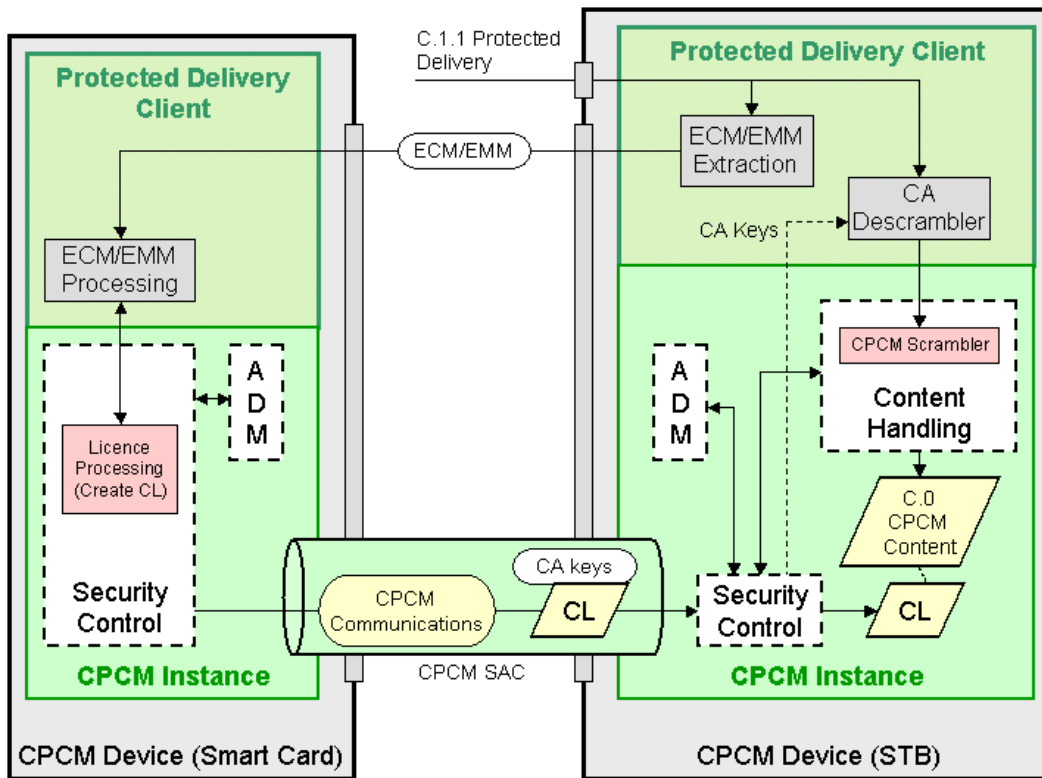 C.1.1 Protected
Delivery
Protected Delivery
Client
ECM/EMM
Processing
Licence
Processing
(Create CL)
Security
Control
A
D
M
CPCM Instance
CPCM Device (Smart Card)
ECM/EMM
CPCM
Communications
CA keys
CL
CPCM SAC
Protected Delivery Client
ECM/EMM
Extraction
CA
Descrambler
CA Keys
CPCM Scrambler
Content
Handling
A
D
M
C.0
CPCM
Content
Security
Control
CL
CPCM Instance
CPCM Device (STB)